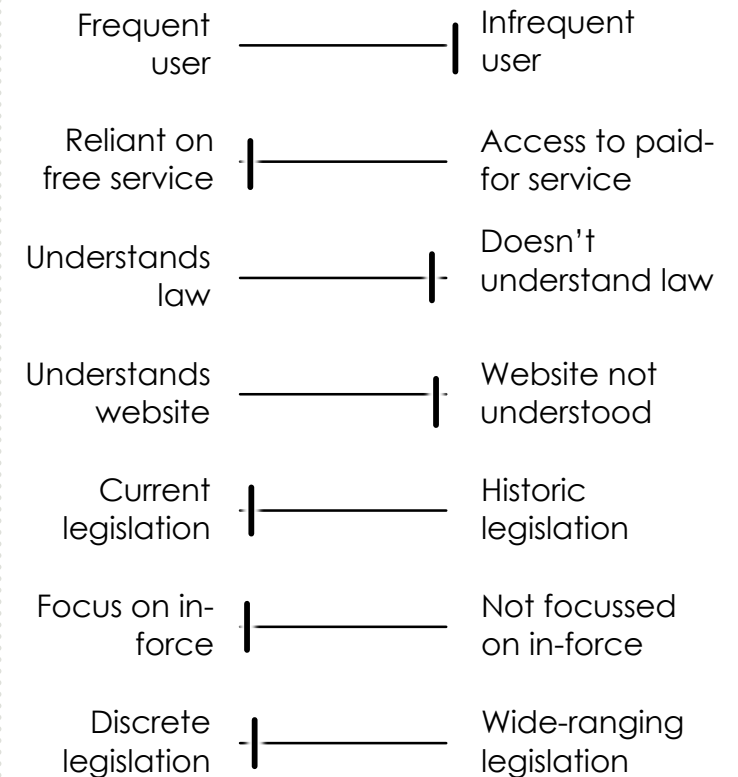 Frequent
user
Infrequent
user
Reliant on
free service
Access to paid-
for service
Understands
law
Doesn't
understand law
Understands
website
Website not
understood
Current
legislation
Historic
legislation
Focus on in-
force
Not focussed
on in-force
Discrete
legislation
Wide-ranging
legislation